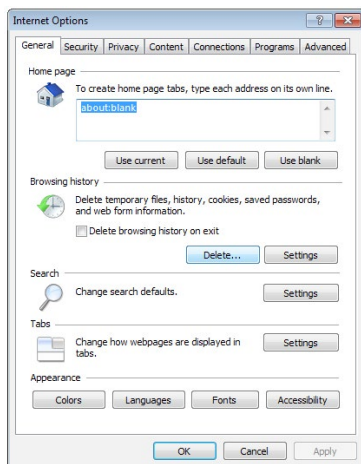 Internet Options
General Security Privacy Content Connections Programs Advanced
Home page
To create home page tabs, type each address on its own line.
about:blank
Use current Use default Use blank
Browsing history
Delete temporary files, history, cookies, saved passwords,
and web form information.
Delete browsing history on exit
Delete... Settings
Search
Change search defaults. Settings
Tabs
Change how webpages are displayed in
tabs. Settings
Appearance
Colors Languages Fonts Accessibility
OK Cancel Apply